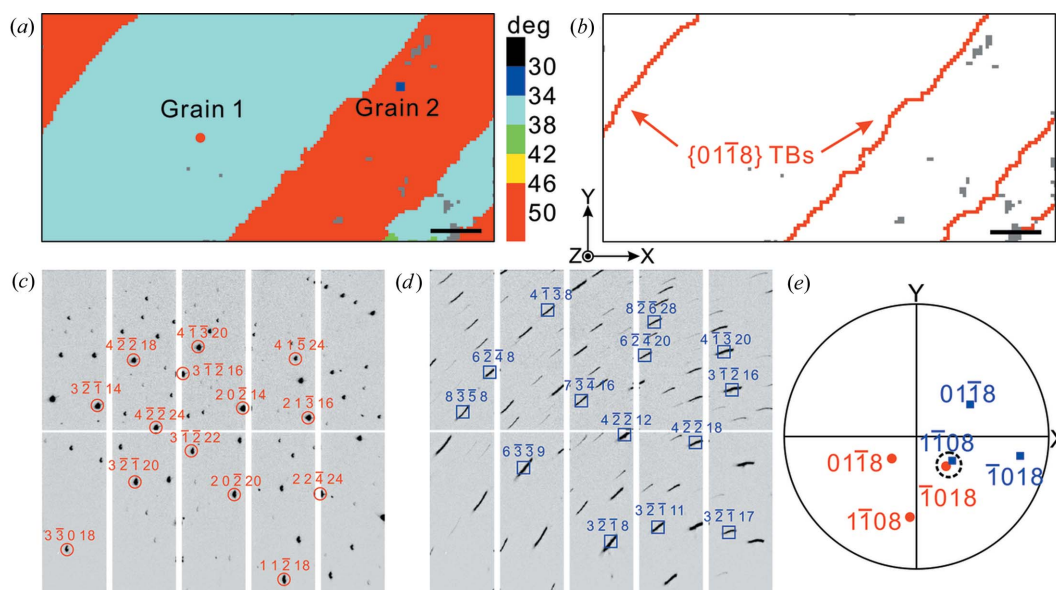 (a)
deg
30
34
38
42
46
50
Grain 1
Grain 2
(b)
{011̄8} TBs
Y
Z
X
(c)
4 1̄ 3̄ 20
4 2̄ 2̄ 18
4 1 5̄ 24
3 1̄ 2̄ 16
3 2̄ 1̄ 14
2 0 2̄ 14
2 1 3̄ 16
4 2̄ 2̄ 24
3 1̄ 2̄ 22
3 2̄ 1̄ 20
2 0 2̄ 20
2 2 4̄ 24
3 3̄ 0 18
1 1 2̄ 18
(d)
4 1̄ 3̄ 8
8 2̄ 6̄ 28
6 2̄ 4̄ 20
4 1̄ 3̄ 20
6 2̄ 4̄ 8
7 3̄ 4̄ 16
3 1̄ 2̄ 16
8 3̄ 5̄ 8
4 2̄ 2̄ 12
4 2̄ 2̄ 18
6 3̄ 3̄ 9
3 2̄ 1̄ 8
3 2̄ 1̄ 11
3 2̄ 1̄ 17
(e)
Y
X
011̄8
11̄08
1̄018
011̄8
1̄018
11̄08